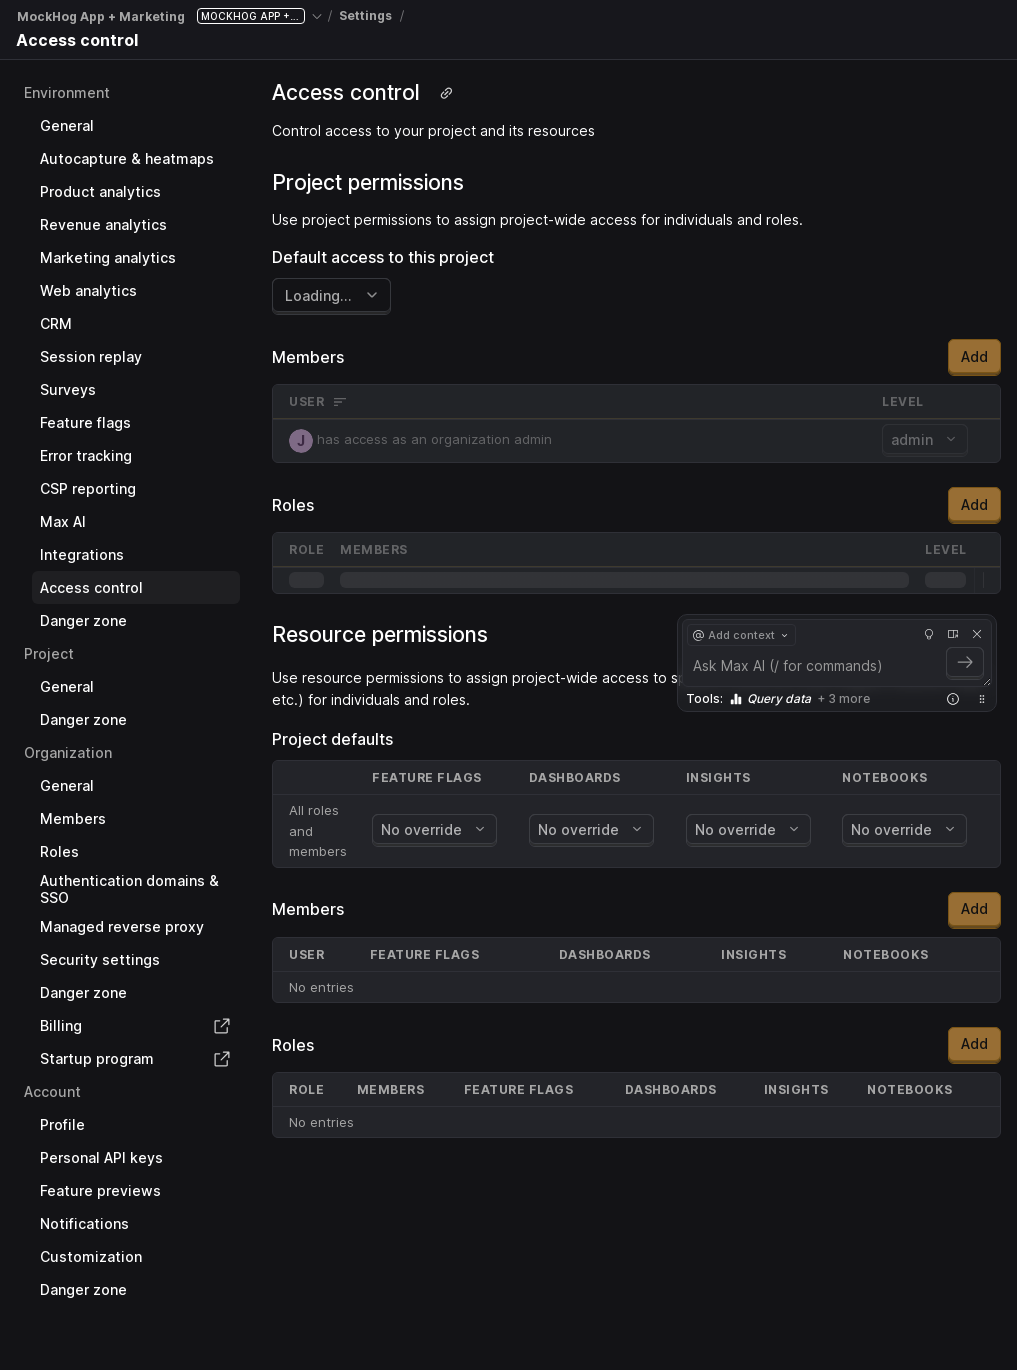 MockHog App + Marketing MOCKHOG APP +... / Settings /
Access control
Environment
General
Autocapture & heatmaps
Product analytics
Revenue analytics
Marketing analytics
Web analytics
CRM
Session replay
Surveys
Feature flags
Error tracking
CSP reporting
Max AI
Integrations
Access control
Danger zone
Project
General
Danger zone
Organization
General
Members
Roles
Authentication domains &
SSO
Managed reverse proxy
Security settings
Danger zone
Billing
Startup program
Account
Profile
Personal API keys
Feature previews
Notifications
Customization
Danger zone
Access control
Control access to your project and its resources
Project permissions
Use project permissions to assign project-wide access for individuals and roles.
Default access to this project
Loading...
Members Add
USER LEVEL
J has access as an organization admin admin
Roles Add
ROLE MEMBERS LEVEL
Resource permissions
Use resource permissions to assign project-wide access to
etc.) for individuals and roles.
@ Add context
Ask Max AI (/ for commands)
Tools: Query data + 3 more
Project defaults
FEATURE FLAGS DASHBOARDS INSIGHTS NOTEBOOKS
All roles
and
members
No override No override No override No override
Members Add
USER FEATURE FLAGS DASHBOARDS INSIGHTS NOTEBOOKS
No entries
Roles Add
ROLE MEMBERS FEATURE FLAGS DASHBOARDS INSIGHTS NOTEBOOKS
No entries